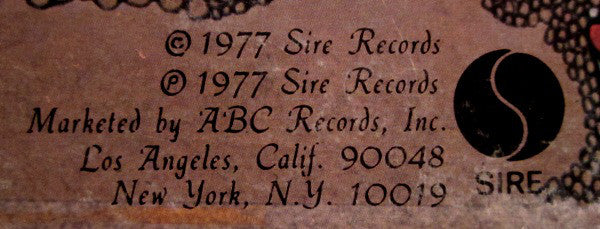 © 1977 Sire Records
℗ 1977 Sire Records
Marketed by ABC Records, Inc.
Los Angeles, Calif. 90048
New York, N.Y. 10019
SIRE